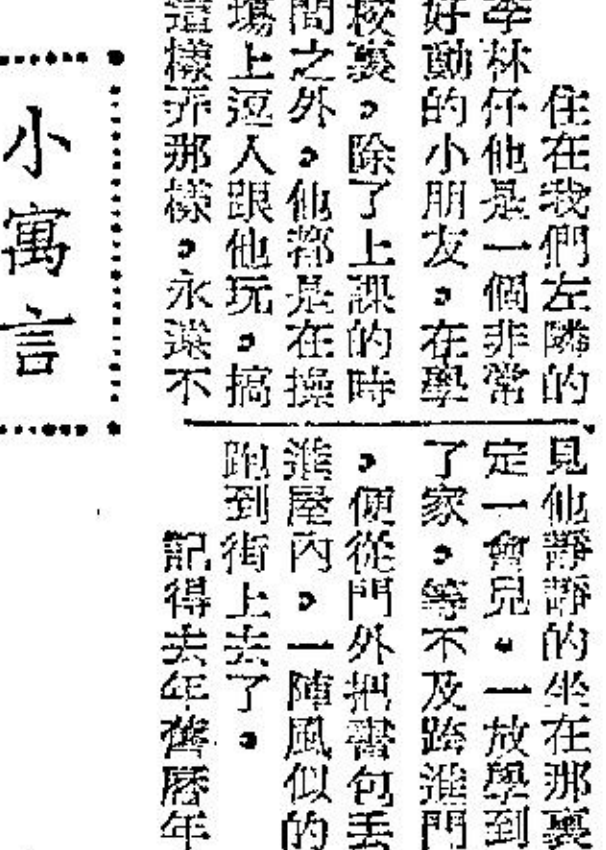 住在我們左隣的
李林仔他是一個非常
好動的小朋友，在學
校裏。除了上課的時
間之外，他都是在操
場上逗人跟他玩，搞
這樣弄那樣，永遠不
見他靜靜的坐在那裏
定一會兒。一放學到
了家，等不及跨進門
，便從門外把書包丟
進屋內，一陣風似的
跑到街上去了。
記得去年舊曆年
小寓言